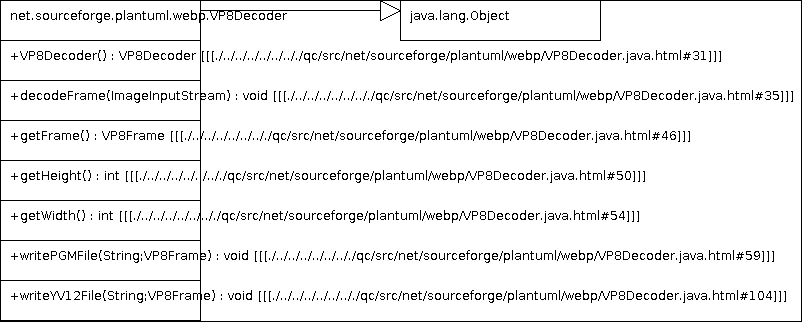 net.sourceforge.plantuml.webp.VP8Decoder
java.lang.Object
+VP8Decoder() : VP8Decoder [[[./../../../../../../qc/src/net/sourceforge/plantuml/webp/VP8Decoder.java.html#31]]]
+decodeFrame(ImageInputStream) : void [[[./../../../../../../qc/src/net/sourceforge/plantuml/webp/VP8Decoder.java.html#35]]]
+getFrame() : VP8Frame [[[./../../../../../../qc/src/net/sourceforge/plantuml/webp/VP8Decoder.java.html#46]]]
+getHeight() : int [[[./../../../../../../qc/src/net/sourceforge/plantuml/webp/VP8Decoder.java.html#50]]]
+getWidth() : int [[[./../../../../../../qc/src/net/sourceforge/plantuml/webp/VP8Decoder.java.html#54]]]
+writePGMFile(String;VP8Frame) : void [[[./../../../../../../qc/src/net/sourceforge/plantuml/webp/VP8Decoder.java.html#59]]]
+writeYV12File(String;VP8Frame) : void [[[./../../../../../../qc/src/net/sourceforge/plantuml/webp/VP8Decoder.java.html#104]]]